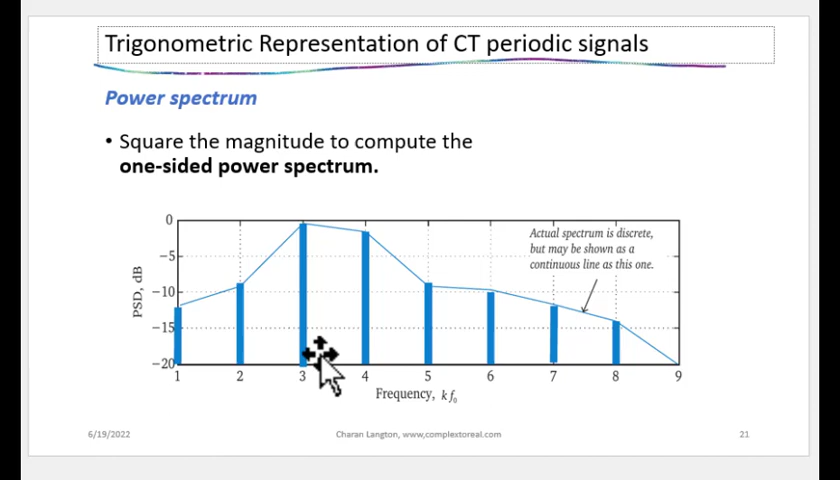 Trigonometric Representation of CT periodic signals
Power spectrum
• Square the magnitude to compute the
one-sided power spectrum.
0
−5
−10
−15
−20
PSD, dB
Actual spectrum is discrete,
but may be shown as a
continuous line as this one.
1 2 3 4 5 6 7 8 9
Frequency, k f₀
6/19/2022 Charan Langton, www,complextoreal.com 21